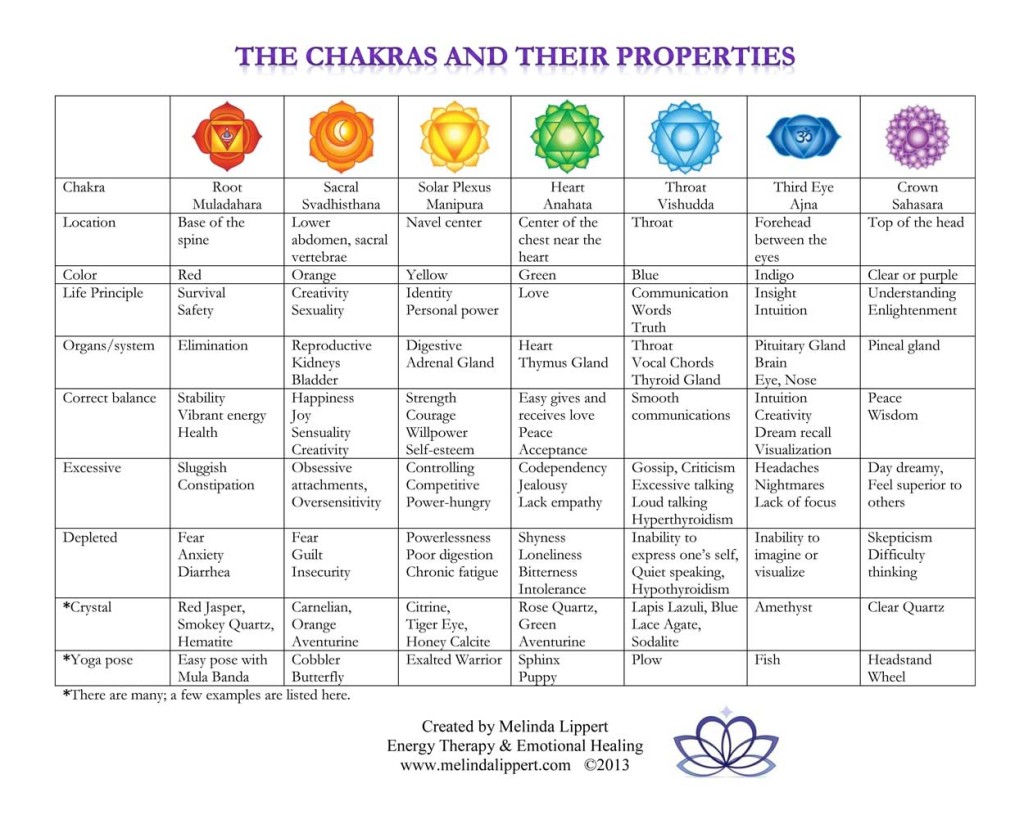 THE CHAKRAS AND THEIR PROPERTIES
Chakra
Root
Muladahara
Sacral
Svadhisthana
Solar Plexus
Manipura
Heart
Anahata
Throat
Vishudda
Third Eye
Ajna
Crown
Sahasara
Location
Base of the
spine
Lower
abdomen, sacral
vertebrae
Navel center
Center of the
chest near the
heart
Throat
Forehead
between the
eyes
Top of the head
Color
Red
Orange
Yellow
Green
Blue
Indigo
Clear or purple
Life Principle
Survival
Safety
Creativity
Sexuality
Identity
Personal power
Love
Communication
Words
Truth
Insight
Intuition
Understanding
Enlightenment
Organs/system
Elimination
Reproductive
Kidneys
Bladder
Digestive
Adrenal Gland
Heart
Thymus Gland
Throat
Vocal Chords
Thyroid Gland
Pituitary Gland
Brain
Eye, Nose
Pineal gland
Correct balance
Stability
Vibrant energy
Health
Happiness
Joy
Sensuality
Creativity
Strength
Courage
Willpower
Self-esteem
Easy gives and
receives love
Peace
Acceptance
Smooth
communications
Intuition
Creativity
Dream recall
Visualization
Peace
Wisdom
Excessive
Sluggish
Constipation
Obsessive
attachments,
Oversensitivity
Controlling
Competitive
Power-hungry
Codependency
Jealousy
Lack empathy
Gossip, Criticism
Excessive talking
Loud talking
Hyperthyroidism
Headaches
Nightmares
Lack of focus
Day dreamy,
Feel superior to
others
Depleted
Fear
Anxiety
Diarrhea
Fear
Guilt
Insecurity
Powerlessness
Poor digestion
Chronic fatigue
Shyness
Loneliness
Bitterness
Intolerance
Inability to
express one's self,
Quiet speaking,
Hypothyroidism
Inability to
imagine or
visualize
Skepticism
Difficulty
thinking
*Crystal
Red Jasper,
Smokey Quartz,
Hematite
Carnelian,
Orange
Aventurine
Citrine,
Tiger Eye,
Honey Calcite
Rose Quartz,
Green
Aventurine
Lapis Lazuli, Blue
Lace Agate,
Sodalite
Amethyst
Clear Quartz
*Yoga pose
Easy pose with
Mula Banda
Cobbler
Butterfly
Exalted Warrior
Sphinx
Puppy
Plow
Fish
Headstand
Wheel
*There are many; a few examples are listed here.
Created by Melinda Lippert
Energy Therapy & Emotional Healing
www.melindalippert.com ©2013